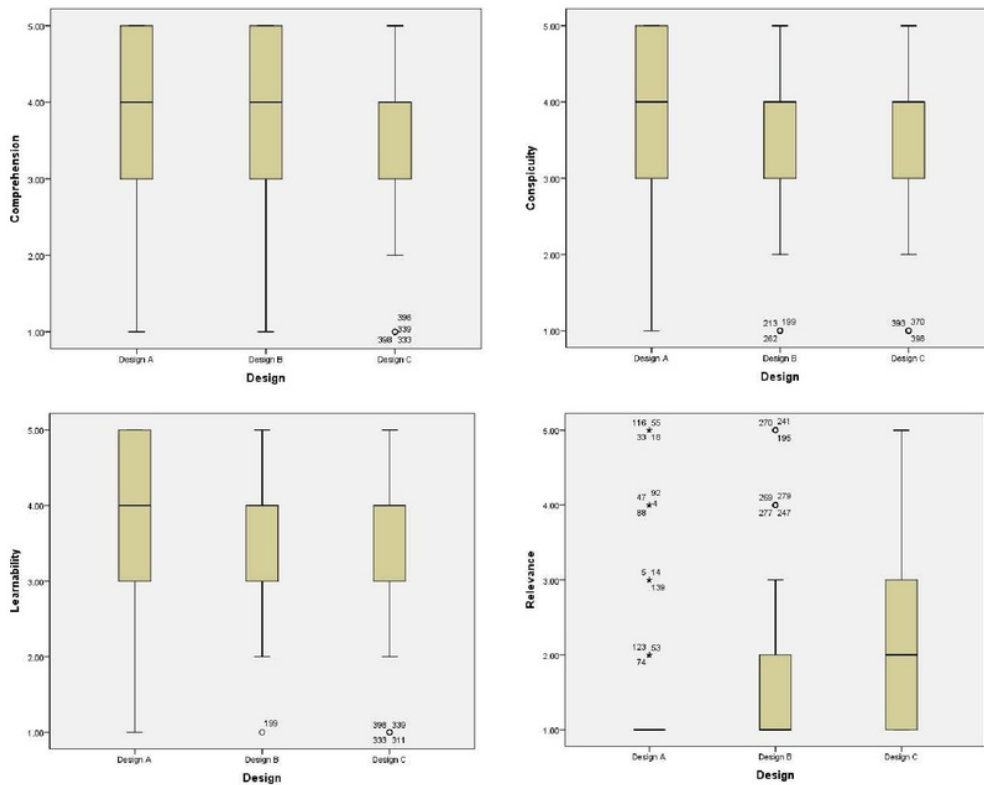 5.00
4.00
3.00
2.00
1.00
Comprehension
396
339
398 333
Design A
Design B
Design C
Design
5.00
4.00
3.00
2.00
1.00
Conspicuity
213 199
262
393 370
398
Design A
Design B
Design C
Design
5.00
4.00
3.00
2.00
1.00
Learnability
199
398 339
333 311
Design A
Design B
Design C
Design
5.00
4.00
3.00
2.00
1.00
Relevance
116 55
33 18
47 92
4
88
5 14
139
123 53
74
270 241
195
269 279
277 247
Design A
Design B
Design C
Design